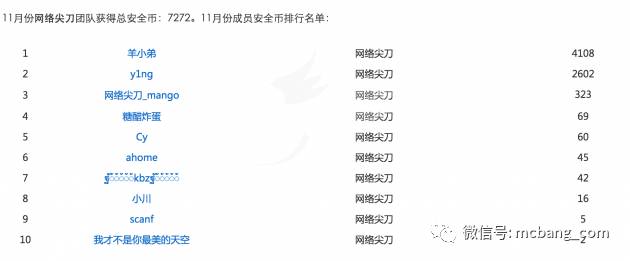 11月份网络尖刀团队获得总安全币：7272。11月份成员安全币排行名单：
1 羊小弟 网络尖刀 4108
2 y1ng 网络尖刀 2602
3 网络尖刀_mango 网络尖刀 323
4 糖醋炸蛋 网络尖刀 69
5 Cy 网络尖刀 60
6 ahome 网络尖刀 45
7 kbz 网络尖刀 42
8 小川 网络尖刀 16
9 scanf 网络尖刀 5
10 我才不是你最美的天空 网络尖刀 2
微信号: mcbang_com